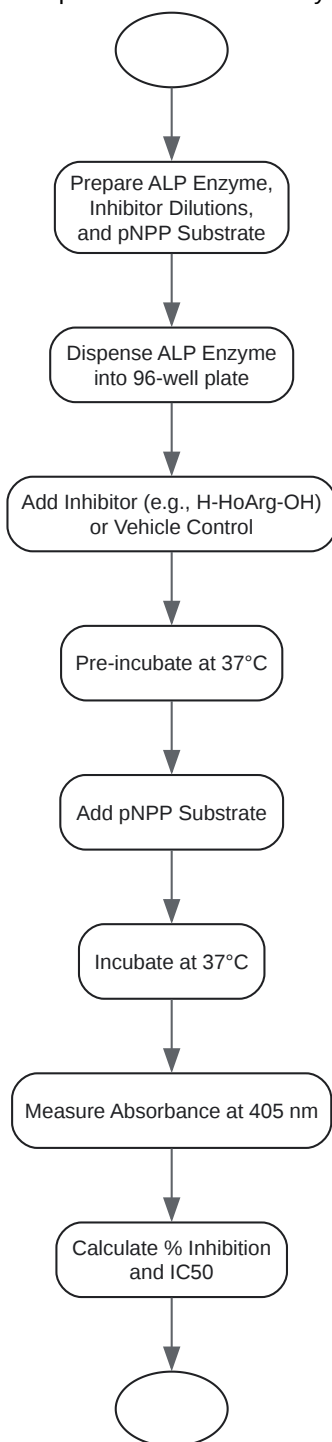 Prepare ALP Enzyme,
Inhibitor Dilutions,
and pNPP Substrate
Dispense ALP Enzyme
into 96-well plate
Add Inhibitor (e.g., H-HoArg-OH)
or Vehicle Control
Pre-incubate at 37°C
Add pNPP Substrate
Incubate at 37°C
Measure Absorbance at 405 nm
Calculate % Inhibition
and IC50